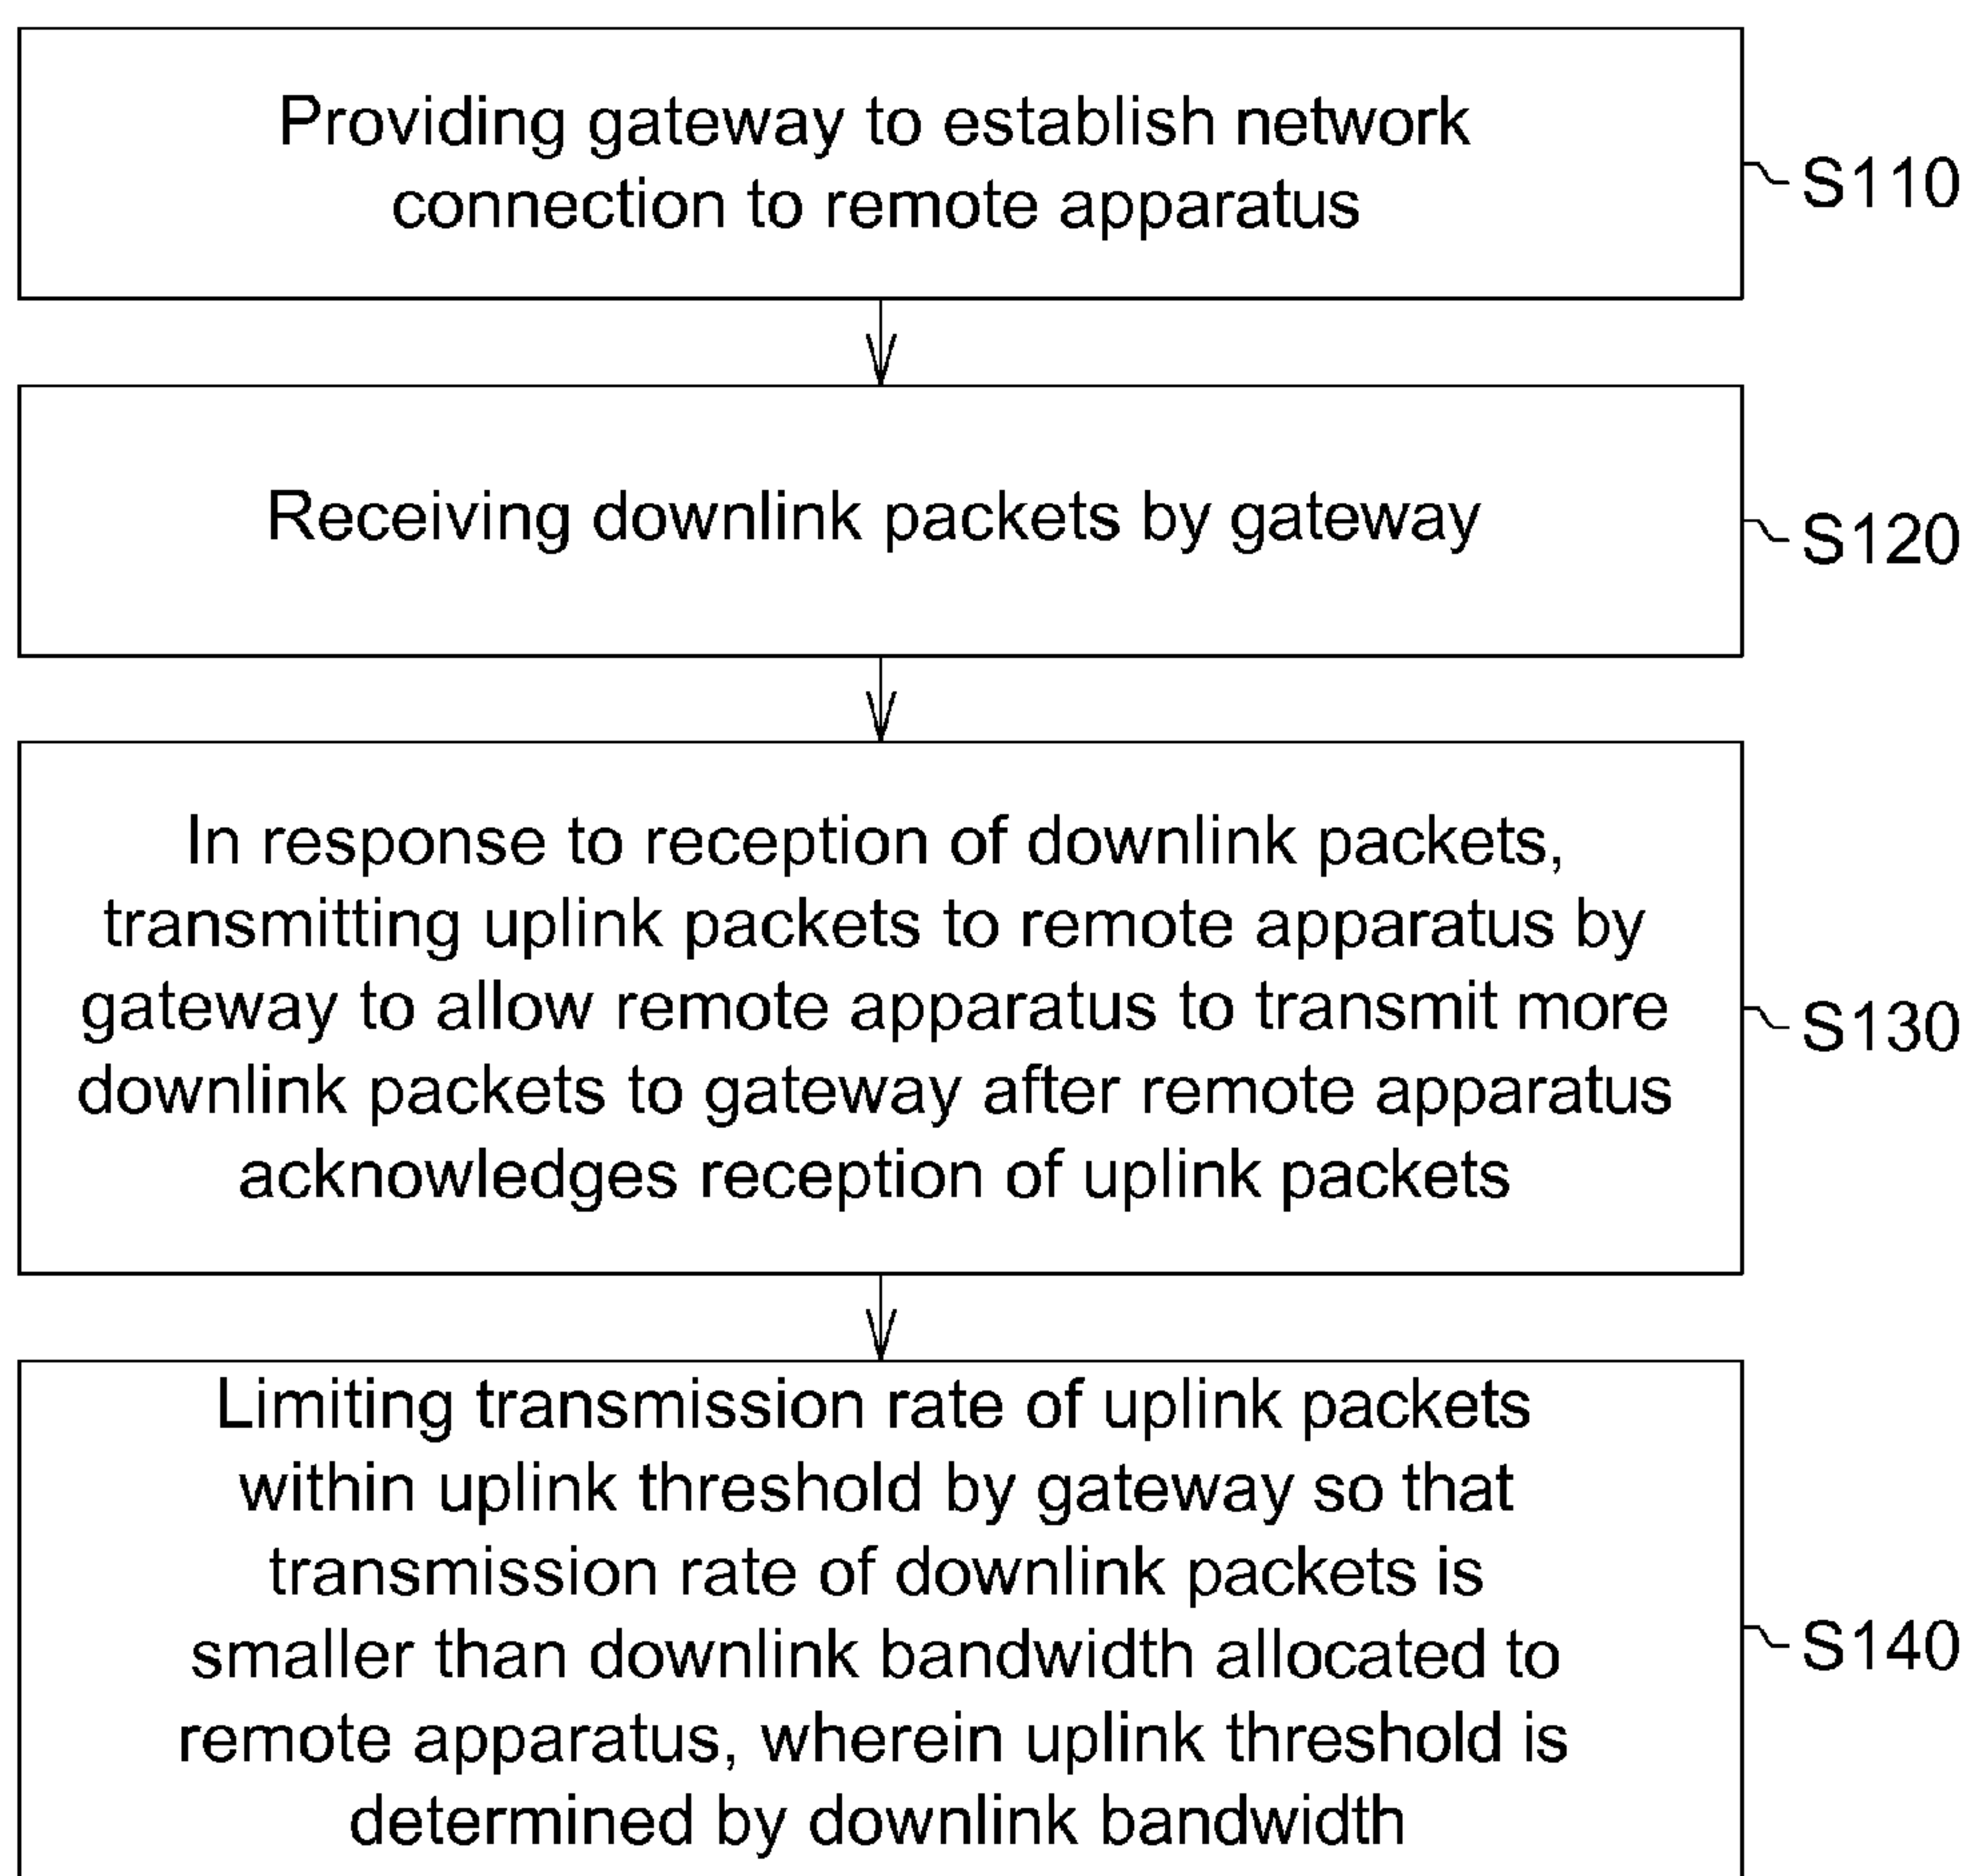 Providing gateway to establish network
connection to remote apparatus
S110
Receiving downlink packets by gateway
S120
In response to reception of downlink packets,
transmitting uplink packets to remote apparatus by
gateway to allow remote apparatus to transmit more
downlink packets to gateway after remote apparatus
acknowledges reception of uplink packets
S130
Limiting transmission rate of uplink packets
within uplink threshold by gateway so that
transmission rate of downlink packets is
smaller than downlink bandwidth allocated to
remote apparatus, wherein uplink threshold is
determined by downlink bandwidth
S140